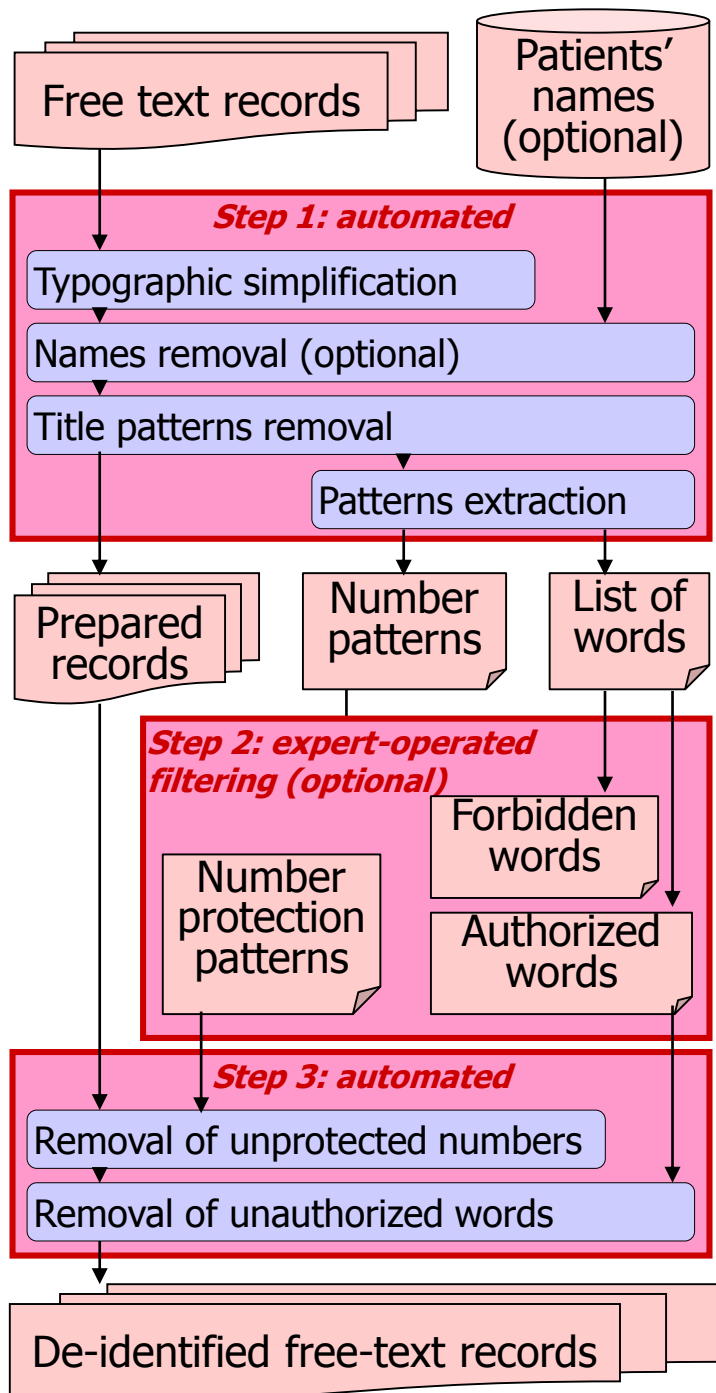 Free text records
Patients’
names
(optional)
Step 1: automated
Typographic simplification
Names removal (optional)
Title patterns removal
Patterns extraction
Prepared
records
Number
patterns
List of
words
Step 2: expert-operated
filtering (optional)
Forbidden
words
Number
protection
patterns
Authorized
words
Step 3: automated
Removal of unprotected numbers
Removal of unauthorized words
De-identified free-text records